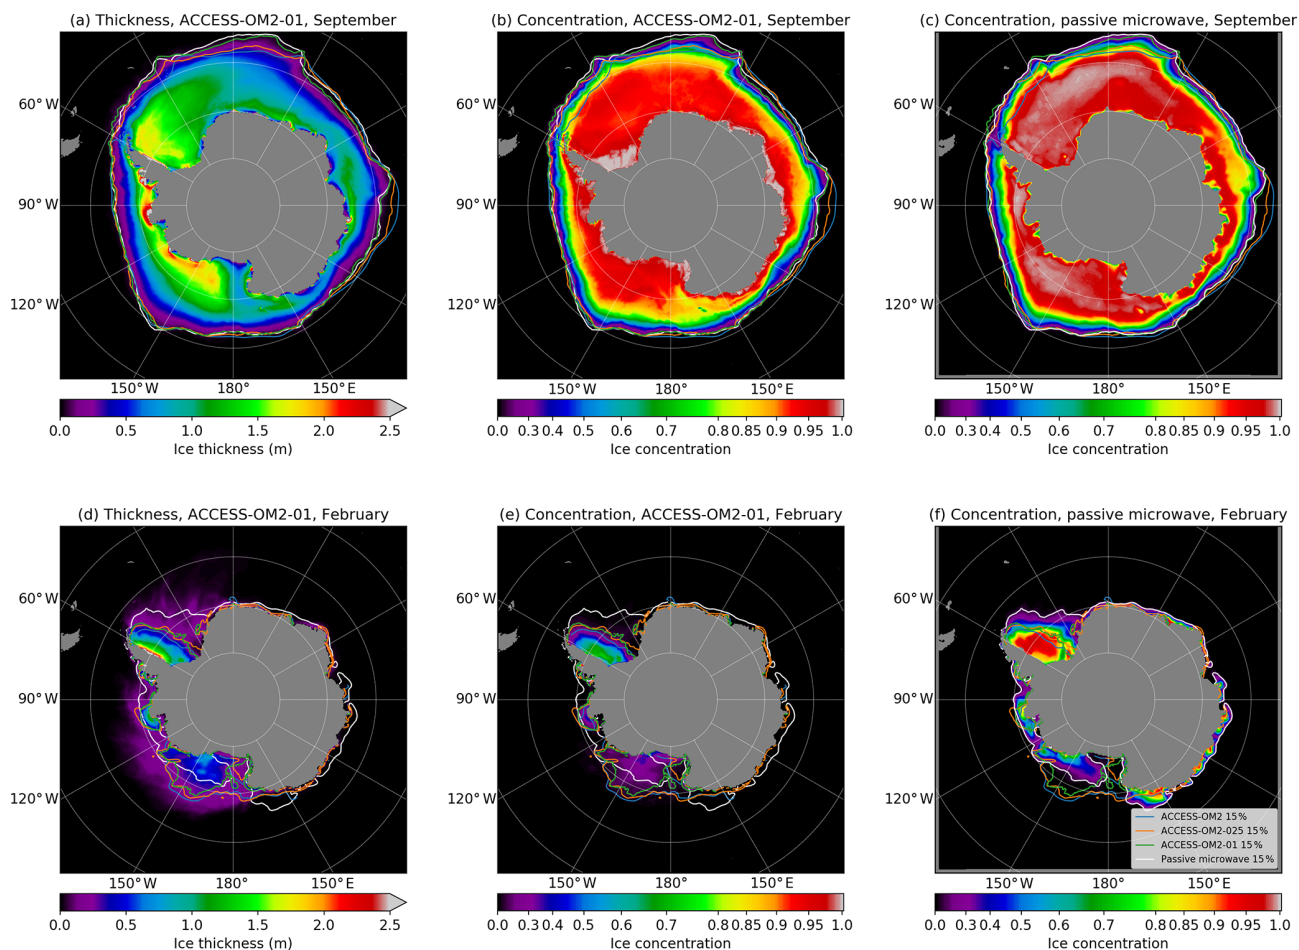 (a) Thickness, ACCESS-OM2-01, September
(b) Concentration, ACCESS-OM2-01, September
(c) Concentration, passive microwave, September
60° W
90° W
120° W
150° W 180° 150° E
60° W
90° W
120° W
150° W 180° 150° E
60° W
90° W
120° W
150° W 180° 150° E
0.0 0.5 1.0 1.5 2.0 2.5
Ice thickness (m)
0.0 0.3 0.4 0.5 0.6 0.7 0.8 0.85 0.9 0.95 1.0
Ice concentration
0.0 0.3 0.4 0.5 0.6 0.7 0.8 0.85 0.9 0.95 1.0
Ice concentration
(d) Thickness, ACCESS-OM2-01, February
(e) Concentration, ACCESS-OM2-01, February
(f) Concentration, passive microwave, February
60° W
90° W
120° W
150° W 180° 150° E
60° W
90° W
120° W
150° W 180° 150° E
60° W
90° W
120° W
150° W 180° 150° E
ACCESS-OM2 15%
ACCESS-OM2-025 15%
ACCESS-OM2-01 15%
Passive microwave 15%
0.0 0.5 1.0 1.5 2.0 2.5
Ice thickness (m)
0.0 0.3 0.4 0.5 0.6 0.7 0.8 0.85 0.9 0.95 1.0
Ice concentration
0.0 0.3 0.4 0.5 0.6 0.7 0.8 0.85 0.9 0.95 1.0
Ice concentration